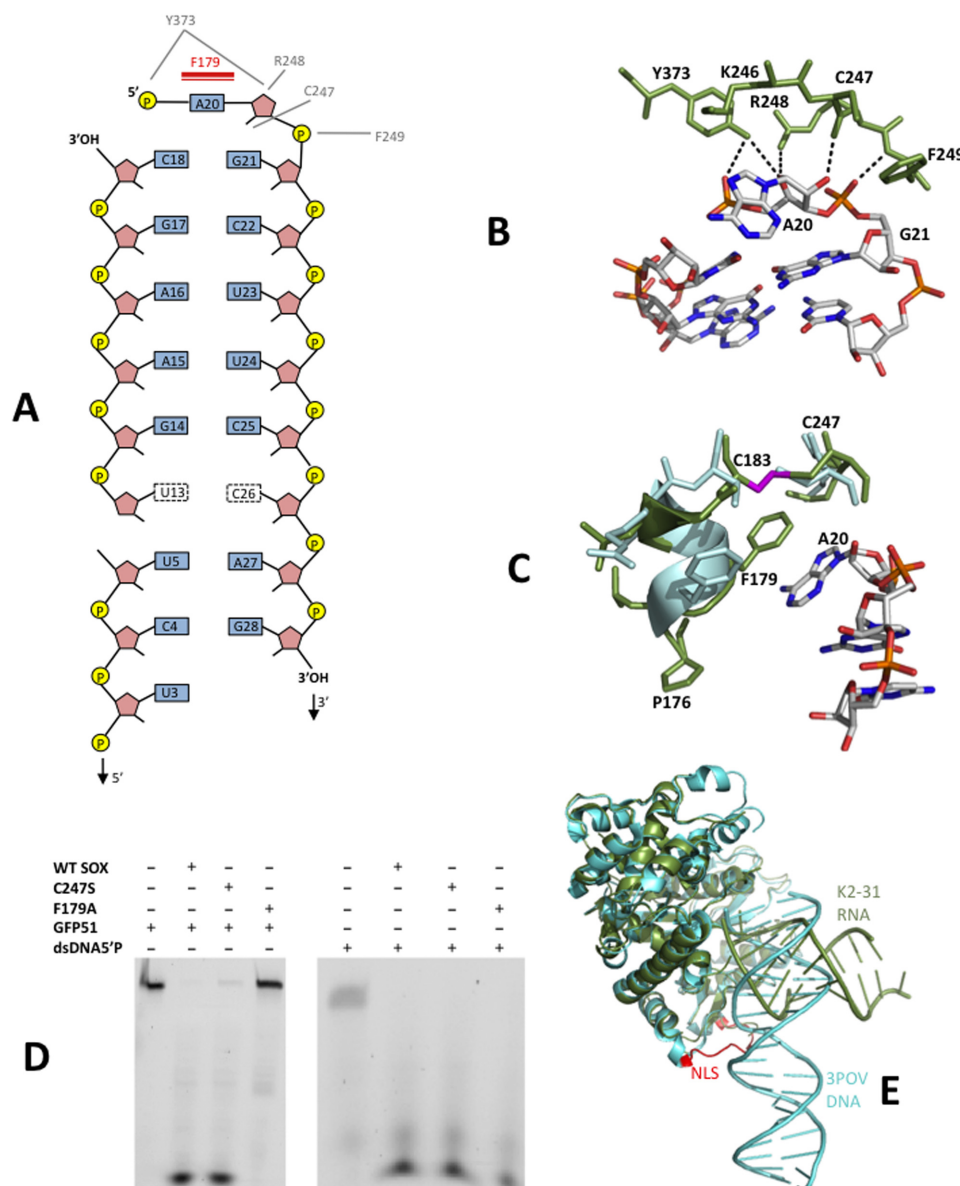 Y373
F179
R248
5’
P
A20
C247
P
F249
3’OH
C18
G21
P
P
G17
C22
P
P
A16
U23
P
P
A15
U24
P
P
G14
C25
P
P
U13
C26
P
U5
A27
P
P
C4
G28
P
3’OH
U3
3’
P
5’
A
Y373
K246
C247
R248
F249
A20
G21
B
C247
C183
A20
F179
P176
C
WT SOX – + – –
C247S – – + –
F179A – – – +
GFP51 + + + +
dsDNA5’P
– + – –
– – + –
– – – +
– – – –
+ + + +
D
K2-31
RNA
NLS
3POV
DNA
E